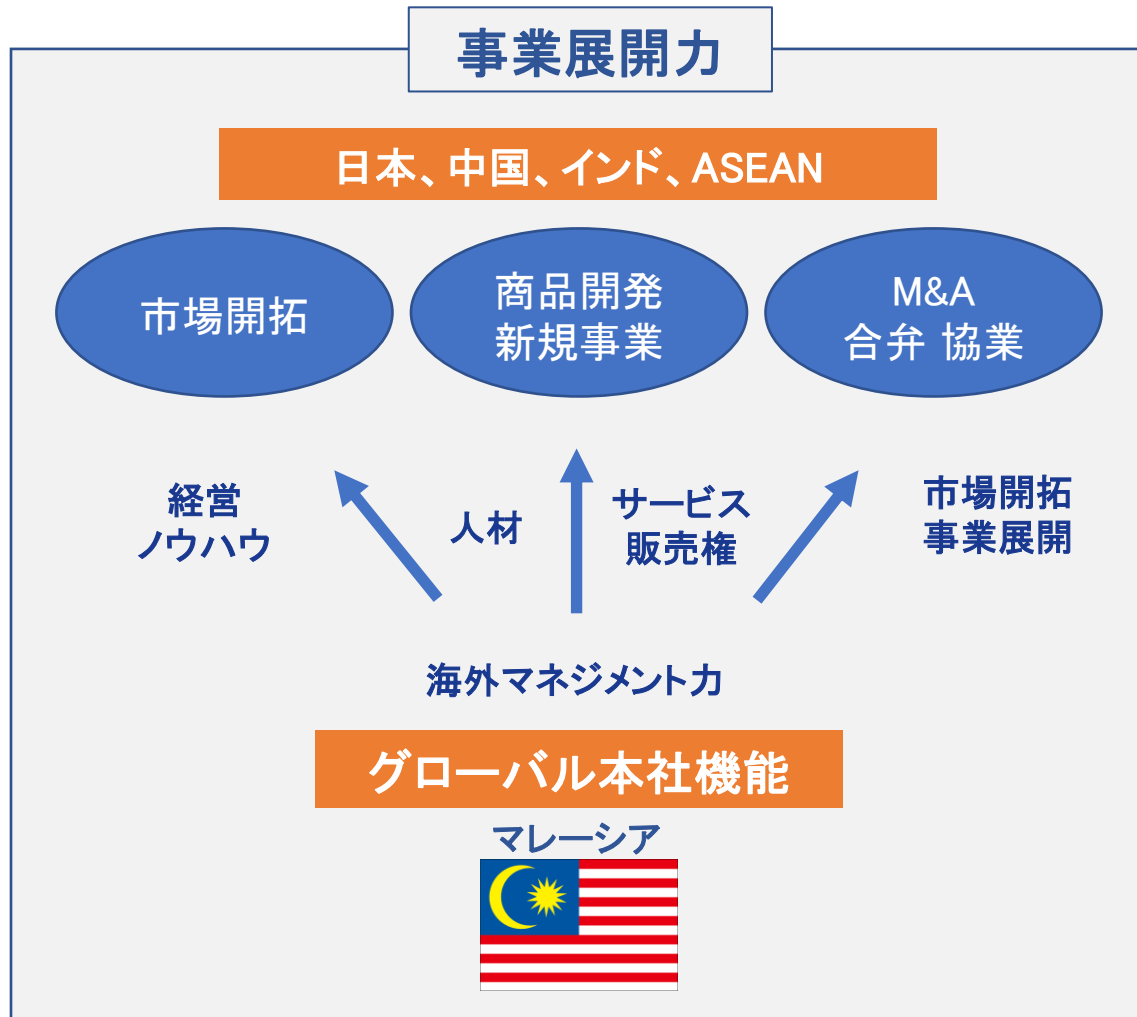 事業展開力
日本、中国、インド、ASEAN
市場開拓
商品開発
新規事業
M&A
合弁 協業
経営
ノウハウ
人材
サービス
販売権
市場開拓
事業展開
海外マネジメント力
グローバル本社機能
マレーシア